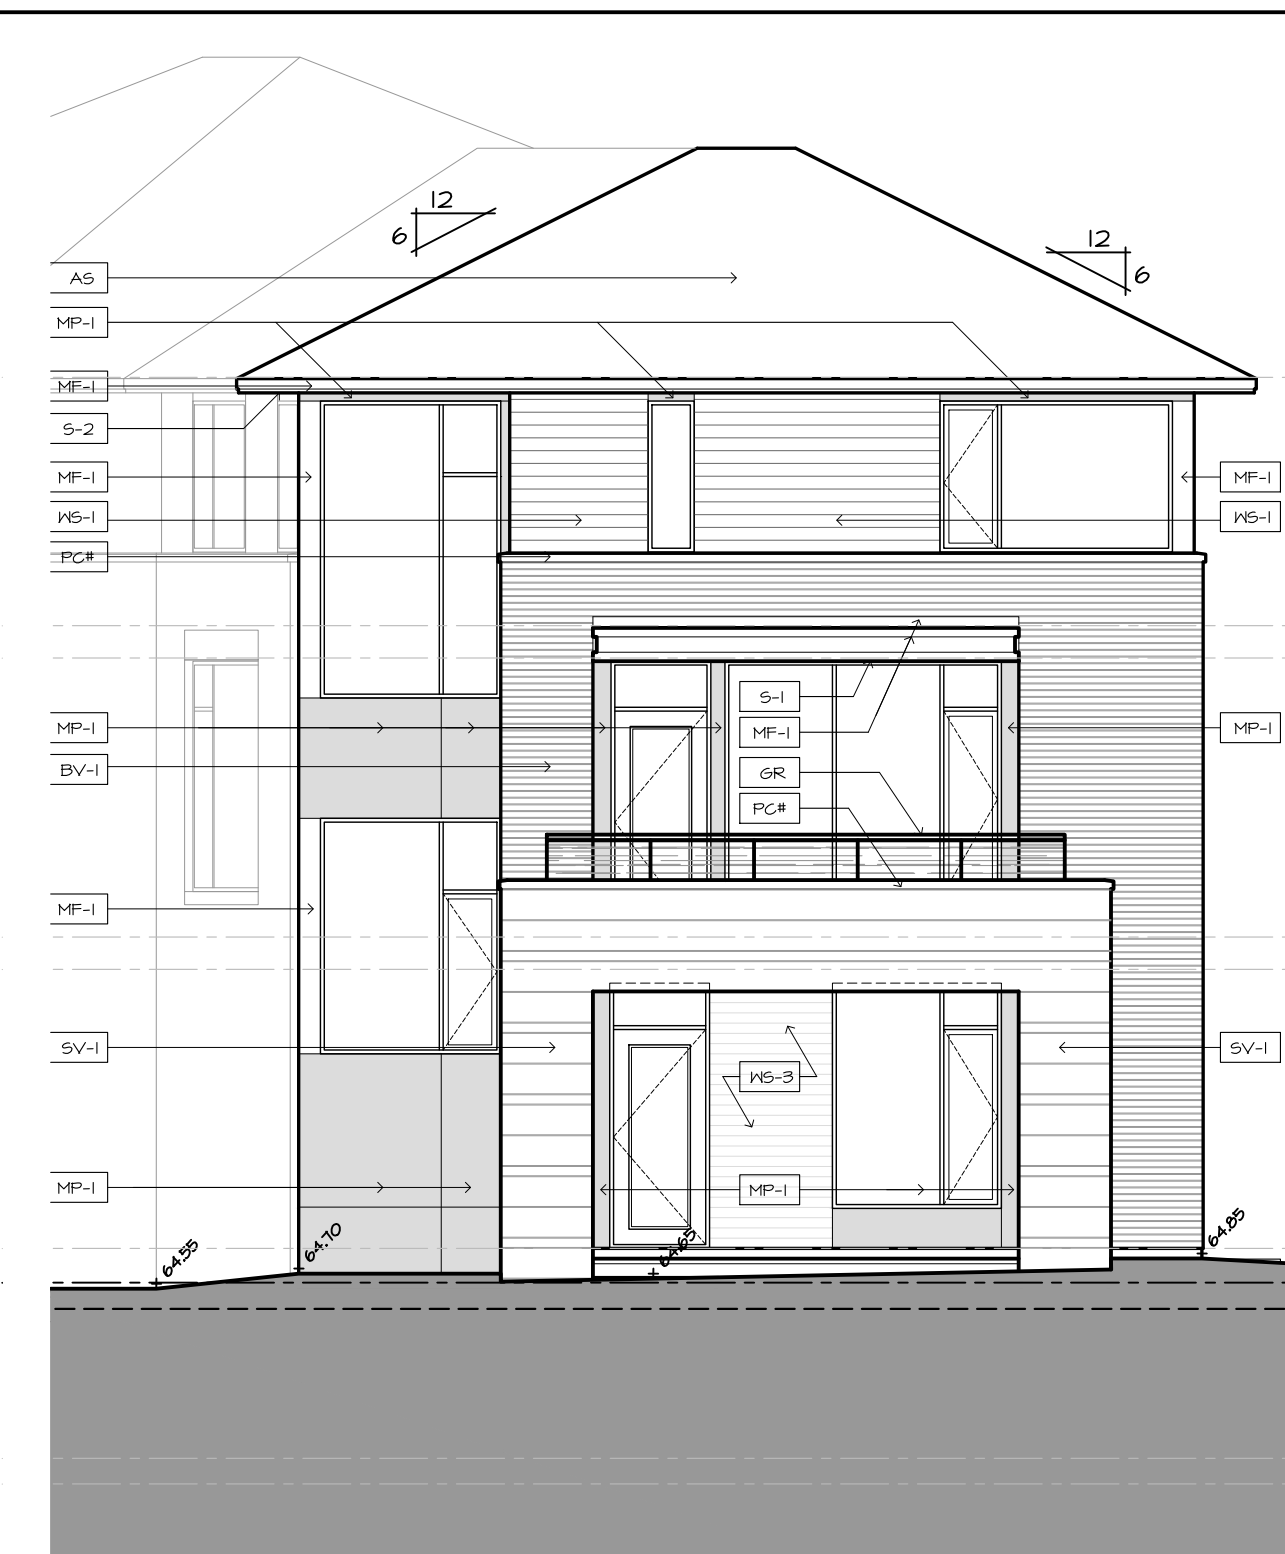 12
6
12
6
AS
MP-1
MF-1
S-2
MF-1
MF-1
WS-1
WS-1
PC#
S-1
MP-1
MF-1
MP-1
BV-1
GR
PC#
MF-1
SV-1
SV-1
WS-3
MP-1
MP-1
64.55
64.70
64.65
64.85